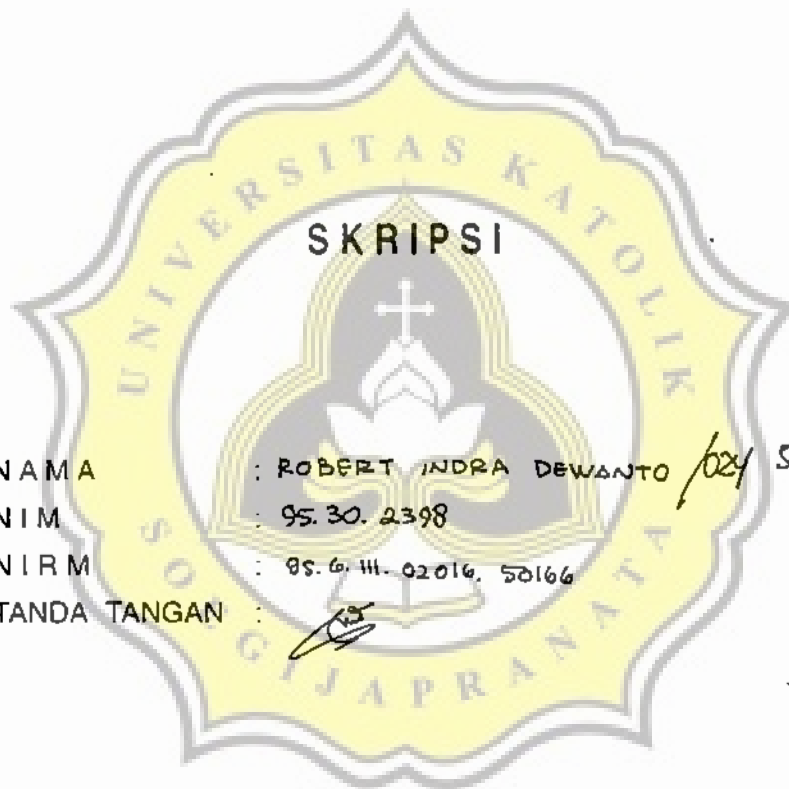 UNIVERSITAS KATOLIK
SKRIPSI
NAMA : ROBERT INDRA DEWANTO /024 S
NIM : 95.30.2398
NIRM : 95.6.111.02016.50166
TANDA TANGAN :
SOEGIJAPRANATA